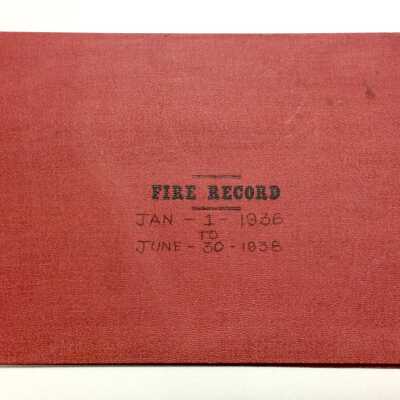 FIRE RECORD
JAN - 1 - 1936
TO
JUNE - 30 - 1938